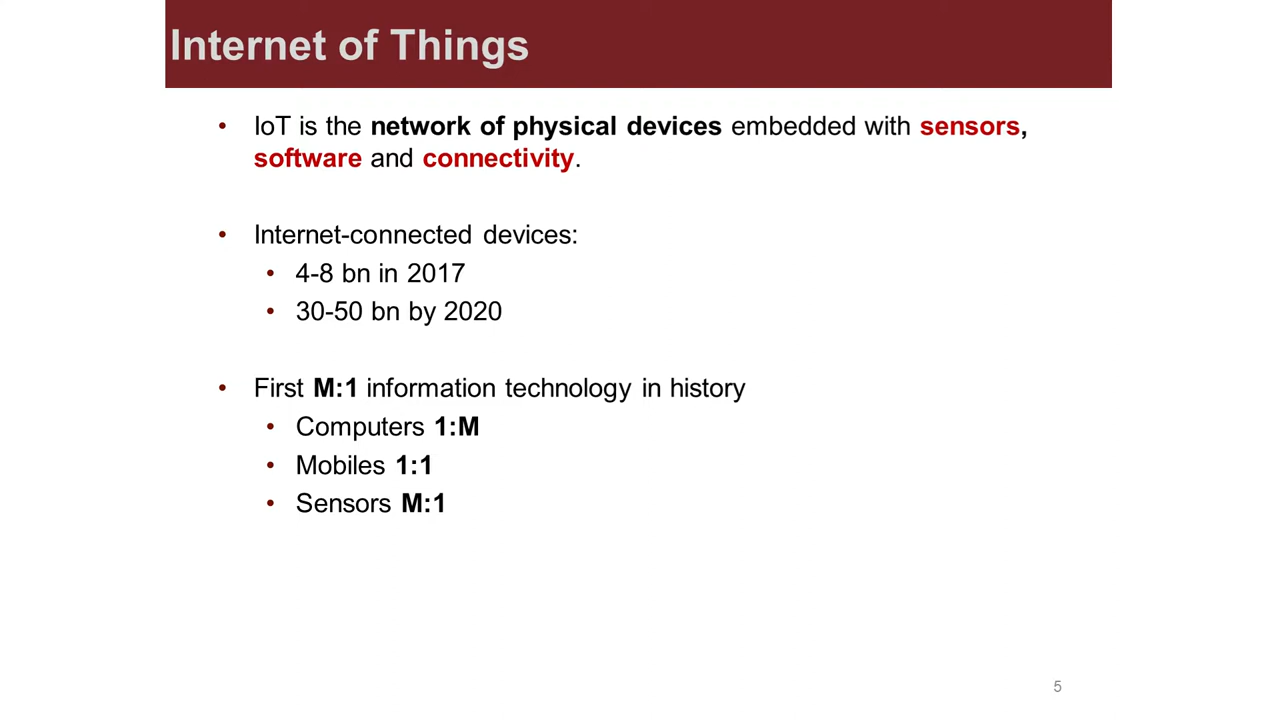 Internet of Things
• IoT is the network of physical devices embedded with sensors,
software and connectivity.
• Internet-connected devices:
• 4-8 bn in 2017
• 30-50 bn by 2020
• First M:1 information technology in history
• Computers 1:M
• Mobiles 1:1
• Sensors M:1
5